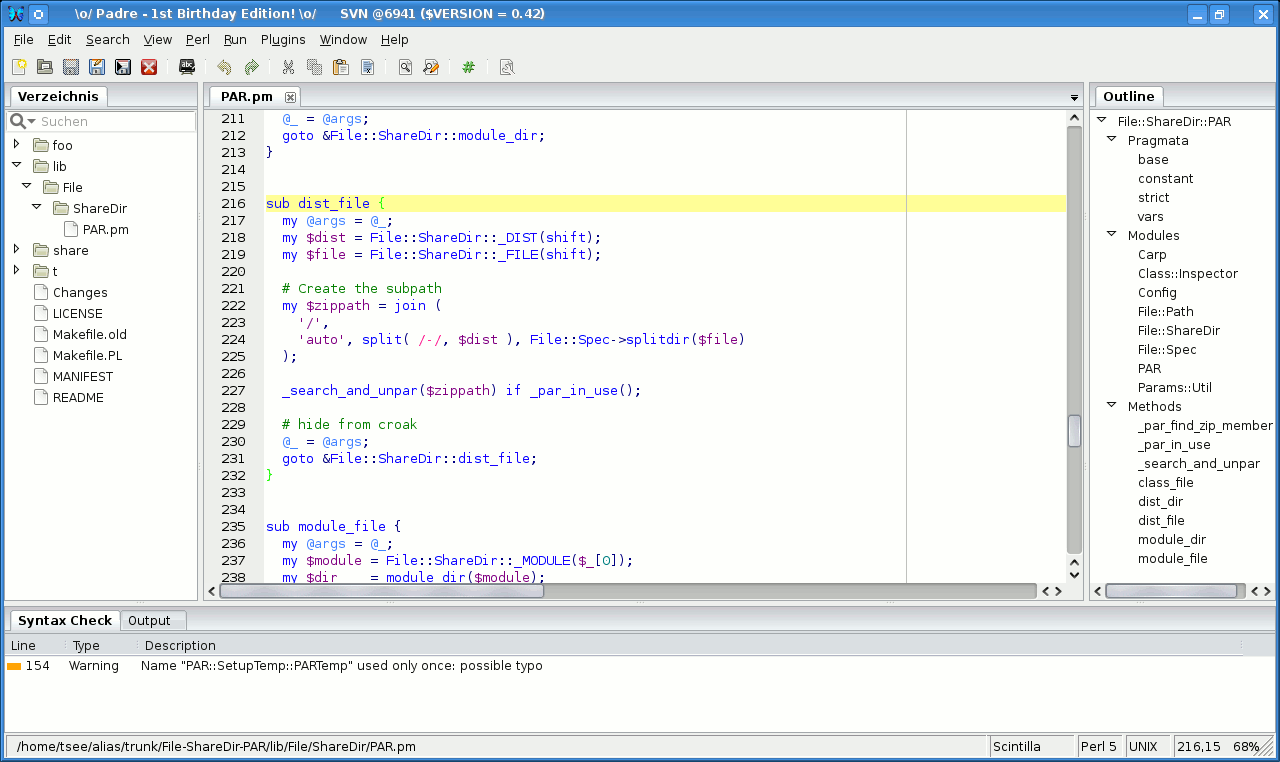 \o/ Padre - 1st Birthday Edition! \o/ SVN @6941 ($VERSION = 0.42)
File Edit Search View Perl Run Plugins Window Help
abc
Verzeichnis
Suchen
foo
lib
File
ShareDir
PAR.pm
share
t
Changes
LICENSE
Makefile.old
Makefile.PL
MANIFEST
README
PAR.pm
211 @_ = @args;
212 goto &File::ShareDir::module_dir;
213 }
214
215
216 sub dist_file {
217 my @args = @_;
218 my $dist = File::ShareDir::_DIST(shift);
219 my $file = File::ShareDir::_FILE(shift);
220
221 # Create the subpath
222 my $zippath = join (
223 '/',
224 'auto', split( /-/, $dist ), File::Spec->splitdir($file)
225 );
226
227 _search_and_unpar($zippath) if _par_in_use();
228
229 # hide from croak
230 @_ = @args;
231 goto &File::ShareDir::dist_file;
232 }
233
234
235 sub module_file {
236 my @args = @_;
237 my $module = File::ShareDir::_MODULE($_[0]);
238 my $dir = module_dir($module);
Outline
File::ShareDir::PAR
Pragmata
base
constant
strict
vars
Modules
Carp
Class::Inspector
Config
File::Path
File::ShareDir
File::Spec
PAR
Params::Util
Methods
_par_find_zip_member
_par_in_use
_search_and_unpar
class_file
dist_dir
dist_file
module_dir
module_file
Syntax Check Output
Line Type Description
154 Warning Name "PAR::SetupTemp::PARTemp" used only once: possible typo
/home/tsee/alias/trunk/File-ShareDir-PAR/lib/File/ShareDir/PAR.pm Scintilla Perl 5 UNIX 216,15 68%